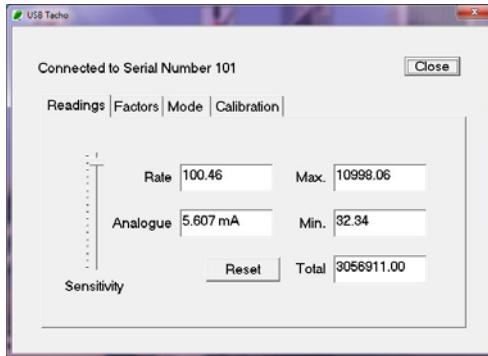 USB Tacho
Connected to Serial Number 101
Close
Readings Factors Mode Calibration
Rate 100.46 Max. 10998.06
Analogue 5.607 mA Min. 32.34
Reset Total 3056911.00
Sensitivity